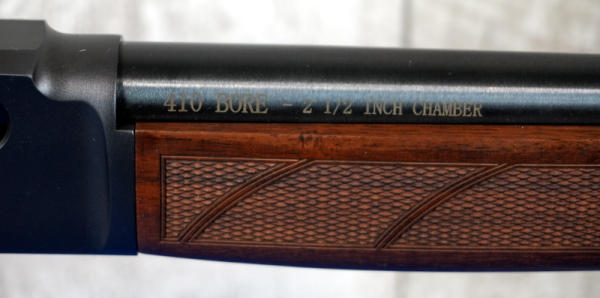 410 BORE - 2 1/2 INCH CHAMBER